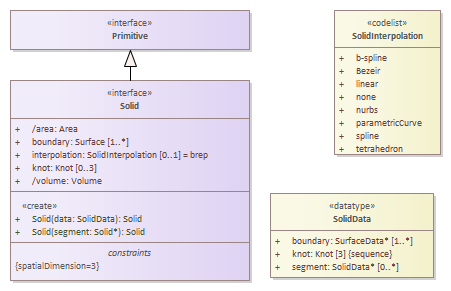 «interface»
Primitive
«interface»
Solid
+ /area: Area
+ boundary: Surface [1..*]
+ interpolation: SolidInterpolation [0..1] = brep
+ knot: Knot [0..3]
+ /volume: Volume
«create»
+ Solid(data: SolidData): Solid
+ Solid(segment: Solid*): Solid
constraints
{spatialDimension=3}
«codelist»
SolidInterpolation
+ b-spline
+ Bezeir
+ linear
+ none
+ nurbs
+ parametricCurve
+ spline
+ tetrahedron
«datatype»
SolidData
+ boundary: SurfaceData* [1..*]
+ knot: Knot [3] {sequence}
+ segment: SolidData* [0..*]